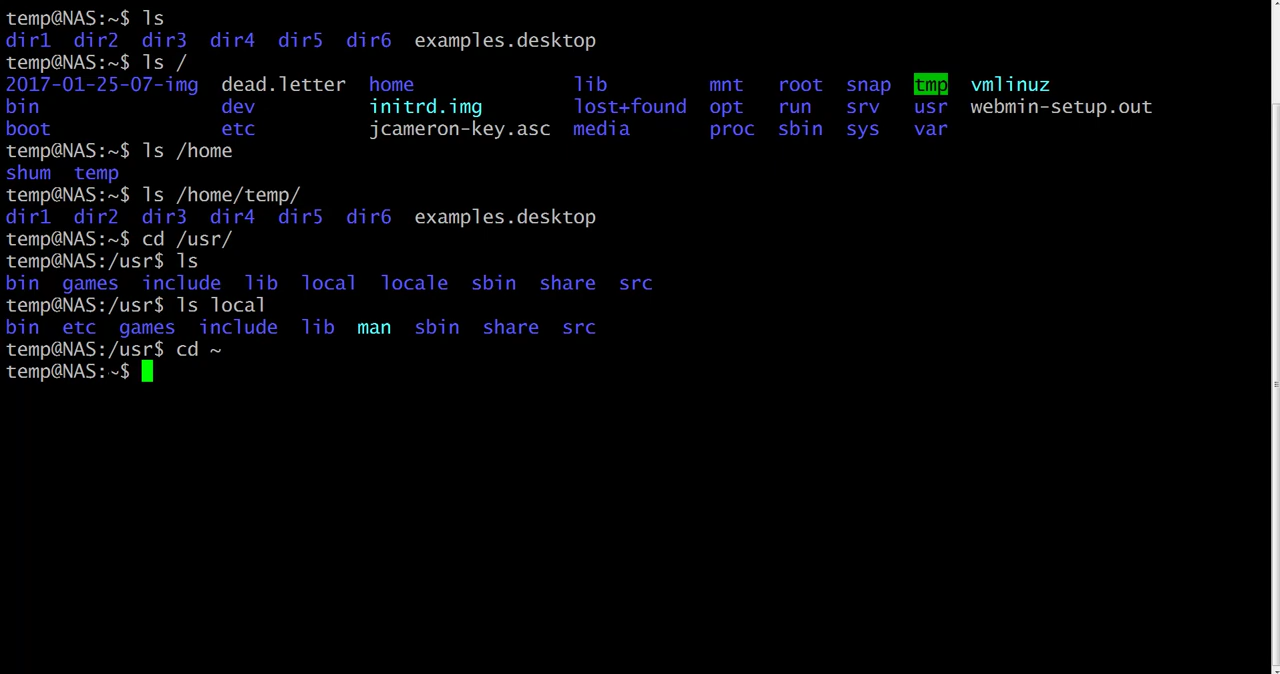 temp@NAS:~$ ls
dir1  dir2  dir3  dir4  dir5  dir6  examples.desktop
temp@NAS:~$ ls /
2017-01-25-07-img  dead.letter  home            lib         mnt   root  snap  tmp  vmlinuz
bin                dev          initrd.img      lost+found  opt   run   srv   usr  webmin-setup.out
boot               etc          jcameron-key.asc  media       proc  sbin  sys   var
temp@NAS:~$ ls /home
shum  temp
temp@NAS:~$ ls /home/temp/
dir1  dir2  dir3  dir4  dir5  dir6  examples.desktop
temp@NAS:~$ cd /usr/
temp@NAS:/usr$ ls
bin  games  include  lib  local  locale  sbin  share  src
temp@NAS:/usr$ ls local
bin  etc  games  include  lib  man  sbin  share  src
temp@NAS:/usr$ cd ~
temp@NAS:~$